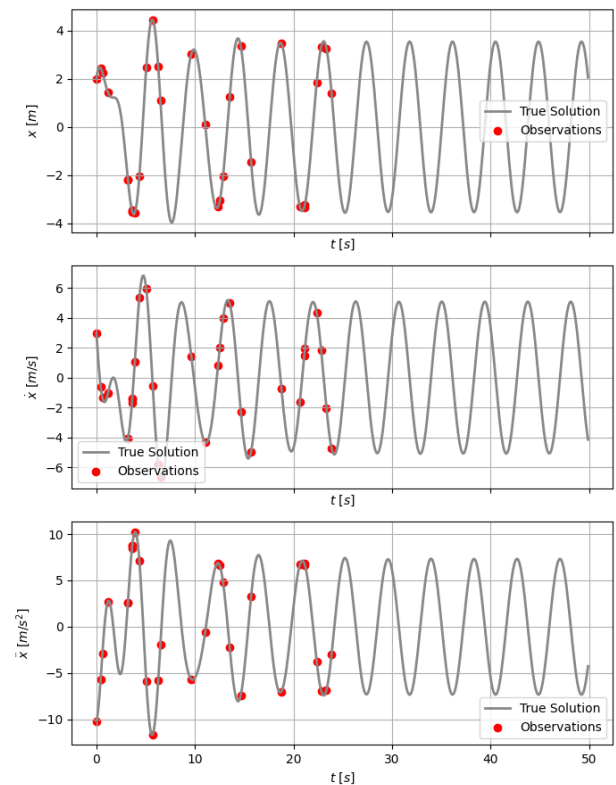 4
2
0
−2
−4
x [m]
True Solution
Observations
t [s]
6
4
2
0
−2
−4
−6
ẋ [m/s]
True Solution
Observations
t [s]
10
5
0
−5
−10
ẍ [m/s²]
True Solution
Observations
0 10 20 30 40 50
t [s]